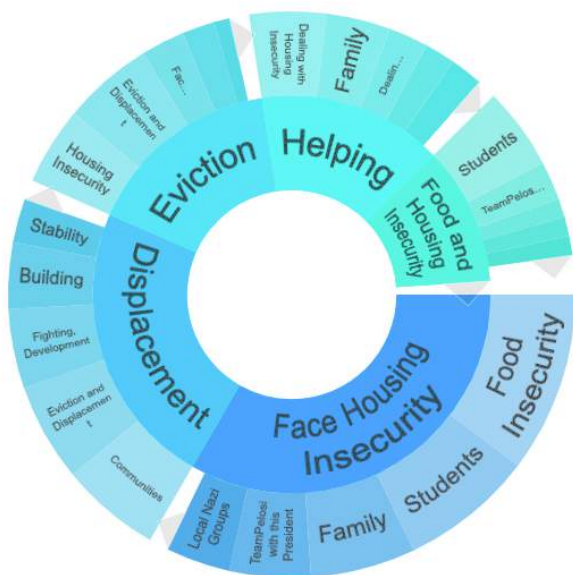 Dealing with
Housing
Insecurity
Family
Dealin...
Students
TeamPelos...
Helping
Food and
Housing
Insecurity
Eviction
Fac...
Eviction and
Displacemen
t
Housing
Insecurity
Displacement
Stability
Building
Fighting,
Development
Eviction and
Displacemen
t
Communities
Face Housing
Insecurity
Food
Insecurity
Students
Family
TeamPelosi
with this
President
Local Nazi
Groups